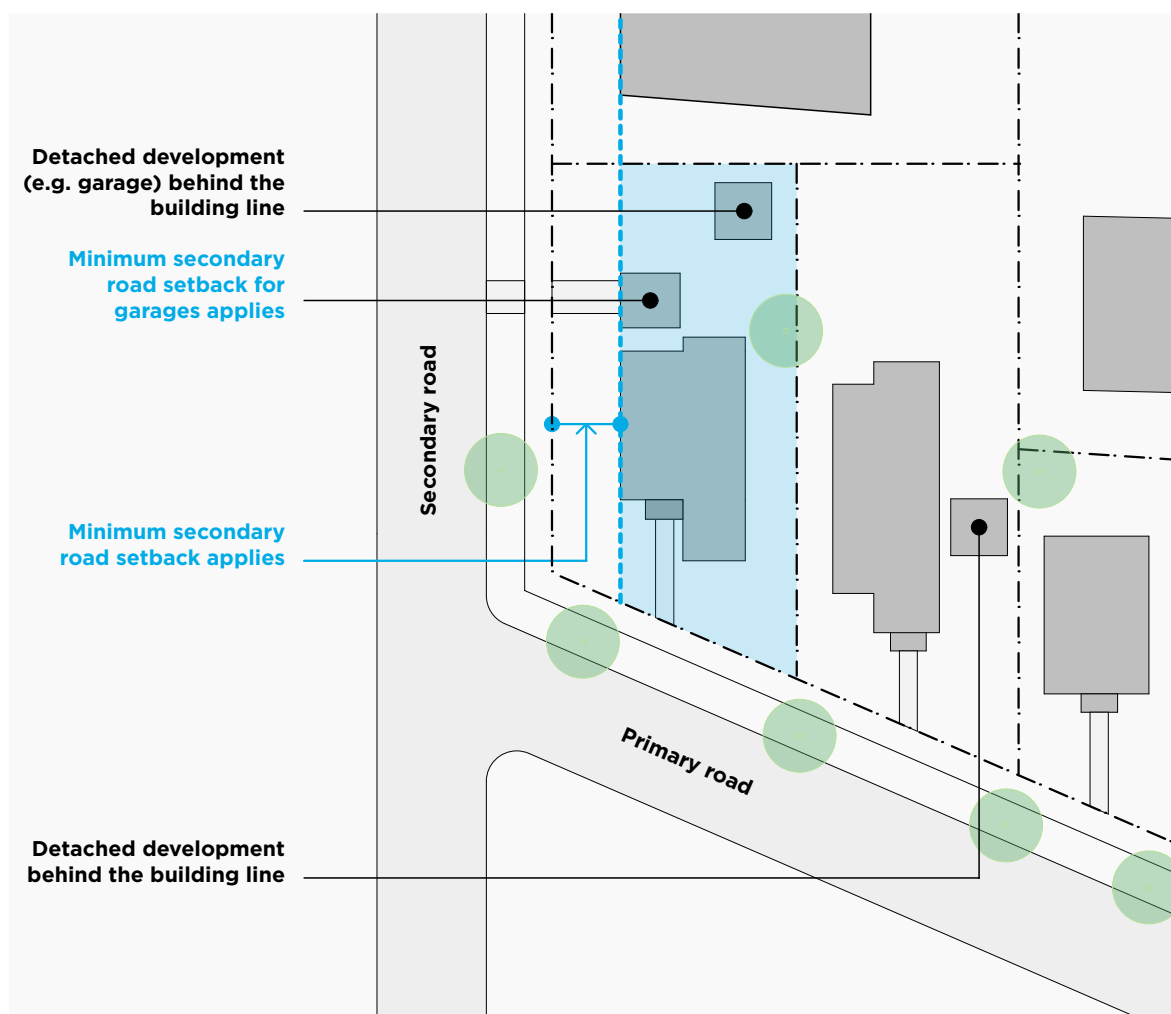 Detached development
(e.g. garage) behind the
building line
Minimum secondary
road setback for
garages applies
Secondary road
Minimum secondary
road setback applies
Primary road
Detached development
behind the building line